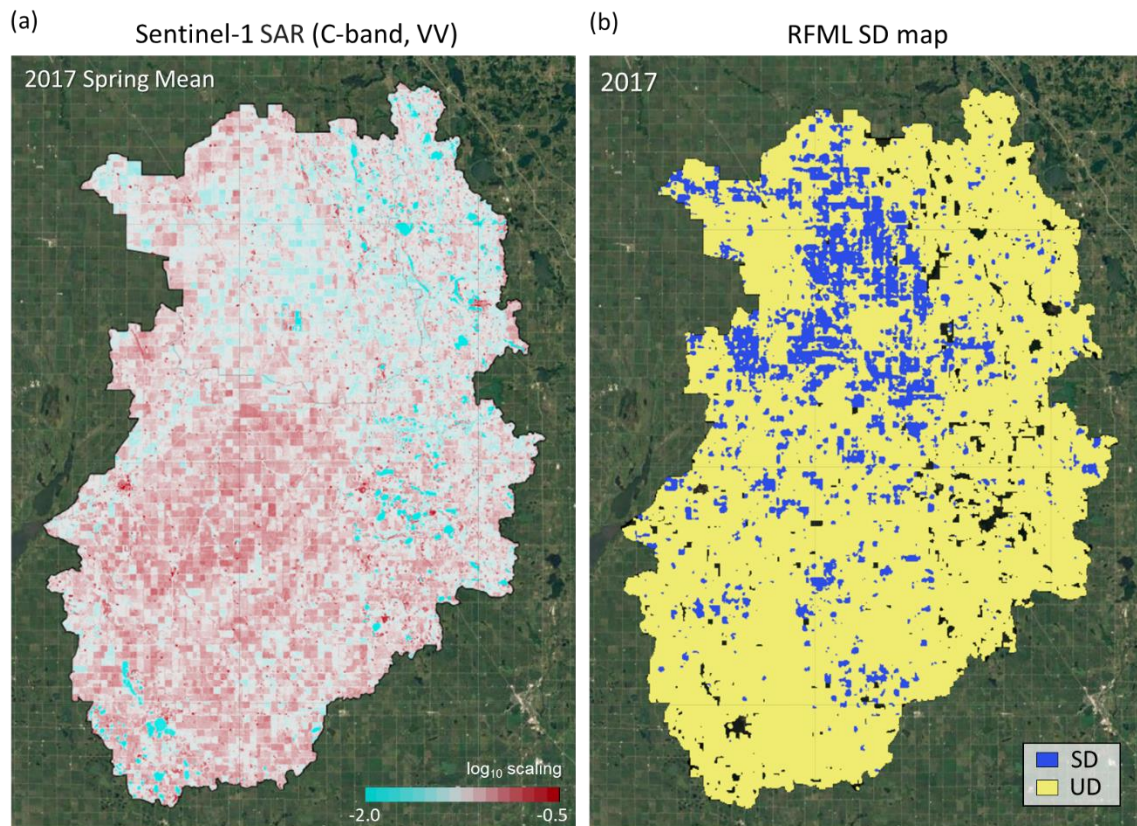 (a)
Sentinel-1 SAR (C-band, VV)
2017 Spring Mean
log₁₀ scaling
-2.0
-0.5
(b)
RFML SD map
2017
SD
UD